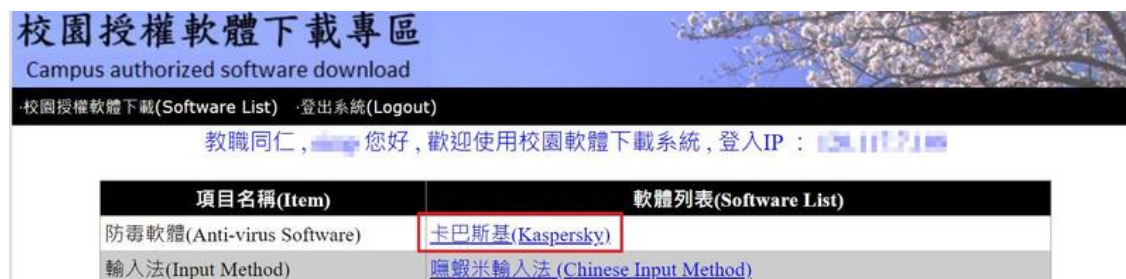 校園授權軟體下載專區
Campus authorized software download
·校園授權軟體下載(Software List) ·登出系統(Logout)
教職同仁 , 您好 , 歡迎使用校園軟體下載系統 , 登入IP ：
項目名稱(Item) 軟體列表(Software List)
防毒軟體(Anti-virus Software) 卡巴斯基(Kaspersky)
輸入法(Input Method) 嘸蝦米輸入法 (Chinese Input Method)